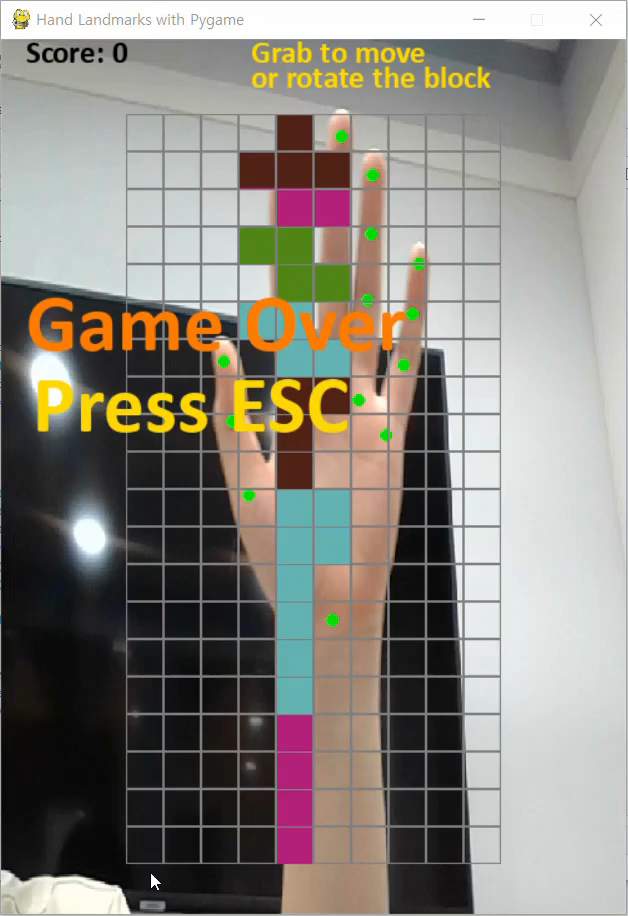 Hand Landmarks with Pygame
Score: 0
Grab to move
or rotate the block
Game Over
Press ESC